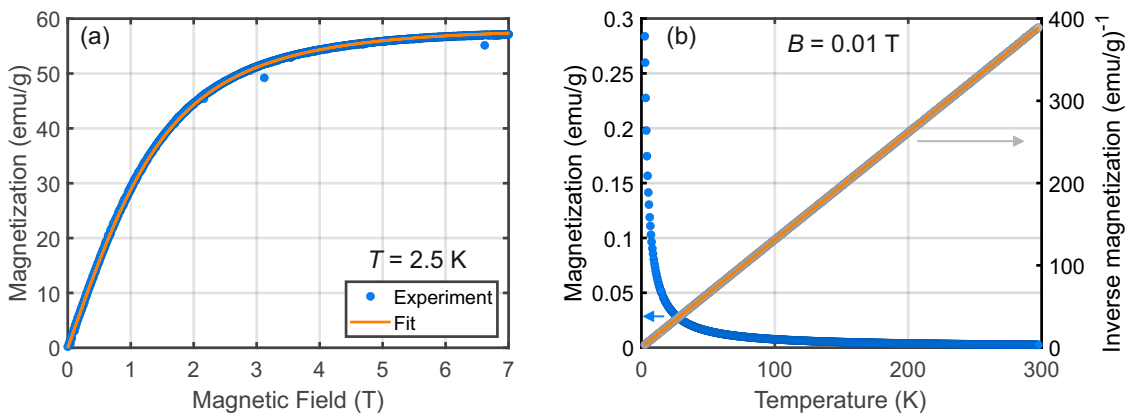 (a)
60
50
40
30
20
10
0
Magnetization (emu/g)
T = 2.5 K
Experiment
Fit
0 1 2 3 4 5 6 7
Magnetic Field (T)
(b)
B = 0.01 T
0.3
0.25
0.2
0.15
0.1
0.05
0
Magnetization (emu/g)
400
300
200
100
0
Inverse magnetization (emu/g)⁻¹
0 100 200 300
Temperature (K)